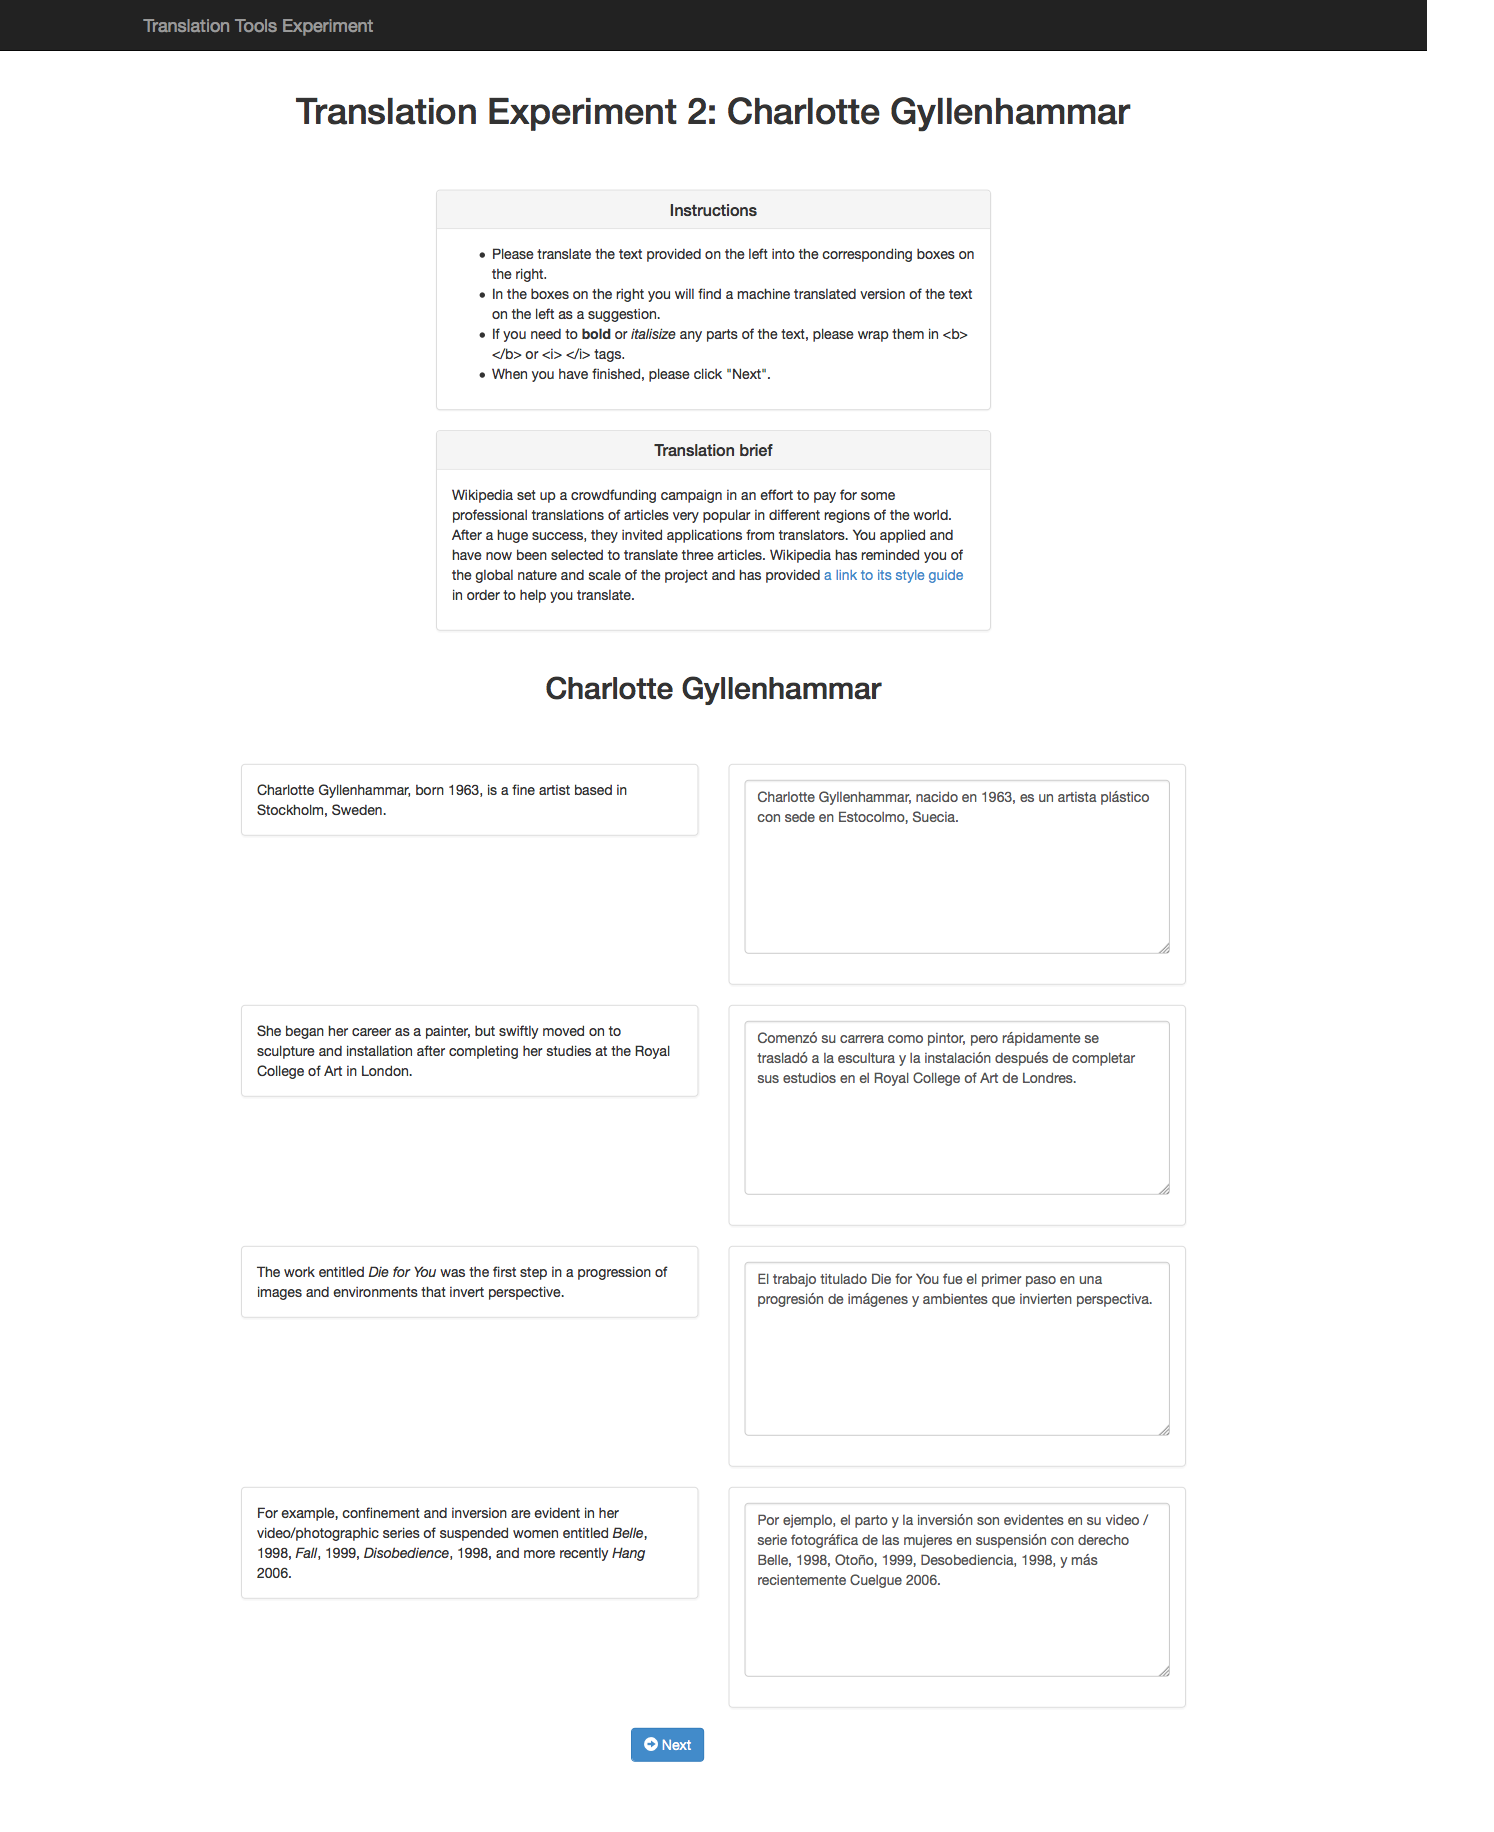 Translation Tools Experiment
Translation Experiment 2: Charlotte Gyllenhammar
Instructions
• Please translate the text provided on the left into the corresponding boxes on
the right.
• In the boxes on the right you will find a machine translated version of the text
on the left as a suggestion.
• If you need to bold or italisize any parts of the text, please wrap them in <b>
</b> or <i> </i> tags.
• When you have finished, please click "Next".
Translation brief
Wikipedia set up a crowdfunding campaign in an effort to pay for some
professional translations of articles very popular in different regions of the world.
After a huge success, they invited applications from translators. You applied and
have now been selected to translate three articles. Wikipedia has reminded you of
the global nature and scale of the project and has provided a link to its style guide
in order to help you translate.
Charlotte Gyllenhammar
Charlotte Gyllenhammar, born 1963, is a fine artist based in
Stockholm, Sweden.
Charlotte Gyllenhammar, nacido en 1963, es un artista plástico
con sede en Estocolmo, Suecia.
She began her career as a painter, but swiftly moved on to
sculpture and installation after completing her studies at the Royal
College of Art in London.
Comenzó su carrera como pintor, pero rápidamente se
trasladó a la escultura y la instalación después de completar
sus estudios en el Royal College of Art de Londres.
The work entitled Die for You was the first step in a progression of
images and environments that invert perspective.
El trabajo titulado Die for You fue el primer paso en una
progresión de imágenes y ambientes que invierten perspectiva.
For example, confinement and inversion are evident in her
video/photographic series of suspended women entitled Belle,
1998, Fall, 1999, Disobedience, 1998, and more recently Hang
2006.
Por ejemplo, el parto y la inversión son evidentes en su video /
serie fotográfica de las mujeres en suspensión con derecho
Belle, 1998, Otoño, 1999, Desobediencia, 1998, y más
recientemente Cuelgue 2006.
Next